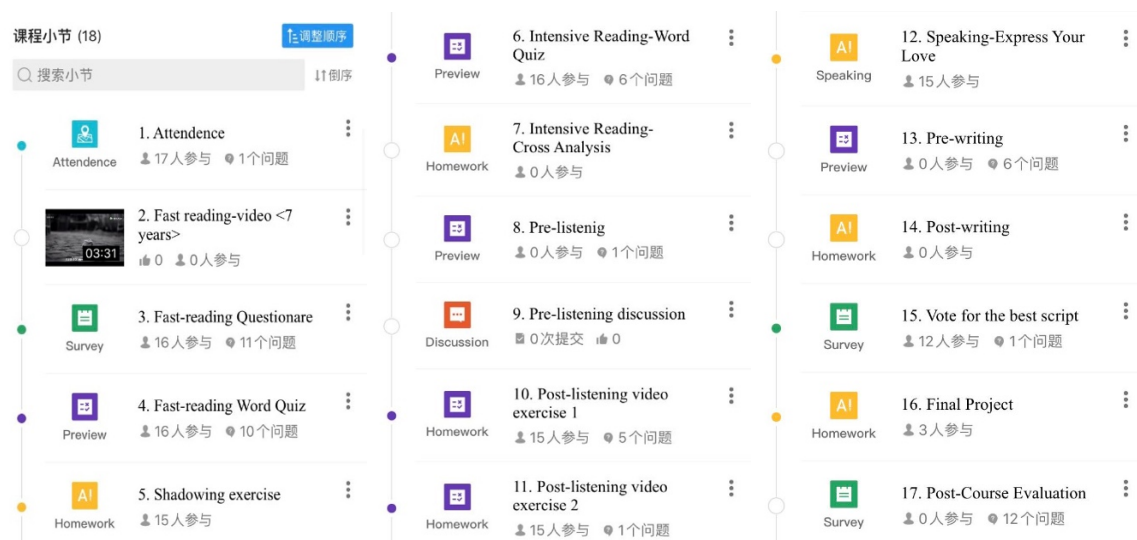 课程小节 (18)
调整顺序
搜索小节
倒序
Attendence
1. Attendence
17人参与 1个问题
03:31
2. Fast reading-video <7
years>
0 0人参与
Survey
3. Fast-reading Questionare
16人参与 11个问题
Preview
4. Fast-reading Word Quiz
16人参与 10个问题
AI
Homework
5. Shadowing exercise
15人参与
Preview
6. Intensive Reading-Word
Quiz
16人参与 6个问题
AI
Homework
7. Intensive Reading-
Cross Analysis
0人参与
Preview
8. Pre-listenig
0人参与 1个问题
Discussion
9. Pre-listening discussion
0次提交 0
Homework
10. Post-listening video
exercise 1
15人参与 5个问题
Homework
11. Post-listening video
exercise 2
15人参与 1个问题
AI
Speaking
12. Speaking-Express Your
Love
15人参与
Preview
13. Pre-writing
0人参与 6个问题
AI
Homework
14. Post-writing
0人参与
Survey
15. Vote for the best script
12人参与 1个问题
AI
Homework
16. Final Project
3人参与
Survey
17. Post-Course Evaluation
0人参与 12个问题